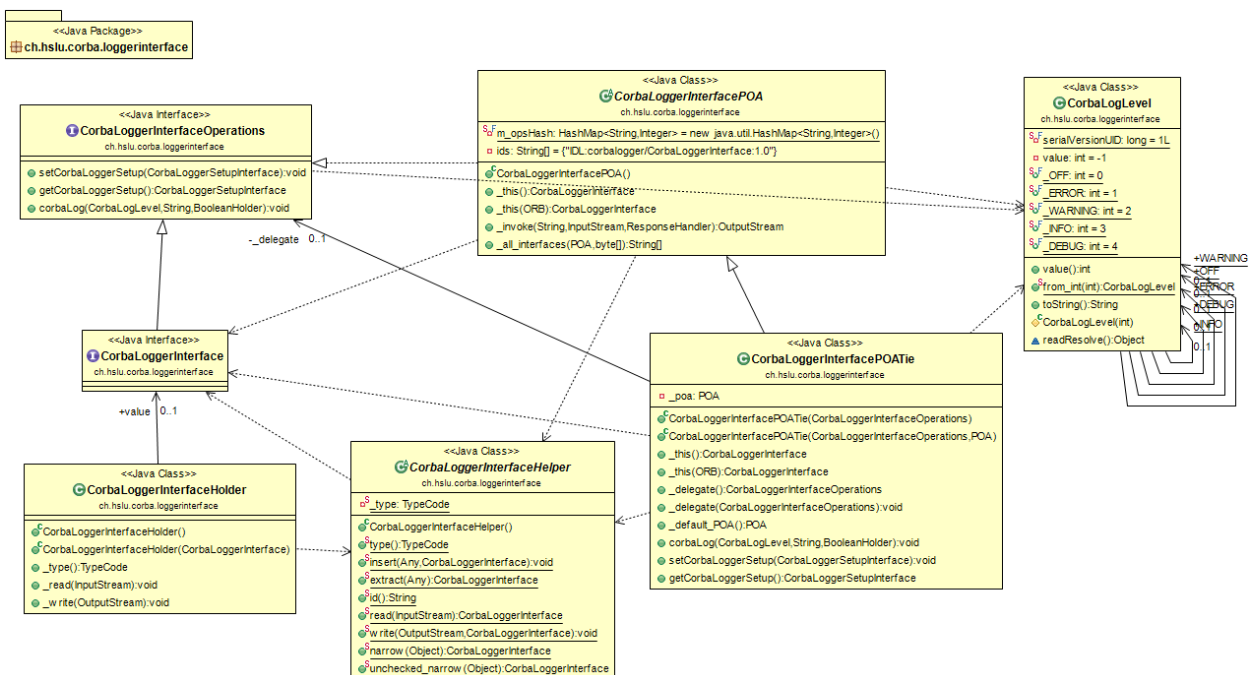 <<Java Package>>
ch.hslu.corba.loggerinterface
<<Java Interface>>
CorbaLoggerInterfaceOperations
ch.hslu.corba.loggerinterface
setCorbaLoggerSetup(CorbaLoggerSetupInterface):void
getCorbaLoggerSetup():CorbaLoggerSetupInterface
corbaLog(CorbaLogLevel,String,BooleanHolder):void
<<Java Class>>
CorbaLoggerInterfacePOA
ch.hslu.corba.loggerinterface
m_opsHash: HashMap<String,Integer> = new java.util.HashMap<String,Integer>()
ids: String[] = {"IDL:corbalogger/CorbaLoggerInterface:1.0"}
CorbaLoggerInterfacePOA()
_this():CorbaLoggerInterface
_this(ORB):CorbaLoggerInterface
_invoke(String,InputStream,ResponseHandler):OutputStream
_all_interfaces(POA,byte[]):String[]
<<Java Class>>
CorbaLogLevel
ch.hslu.corba.loggerinterface
serialVersionUID: long = 1L
value: int = -1
_OFF: int = 0
_ERROR: int = 1
_WARNING: int = 2
_INFO: int = 3
_DEBUG: int = 4
value():int
from_int(int):CorbaLogLevel
toString():String
CorbaLogLevel(int)
readResolve():Object
+WARNING
+OFF
+ERROR
+DEBUG
INFO
0..1
-_delegate 0..1
<<Java Interface>>
CorbaLoggerInterface
ch.hslu.corba.loggerinterface
+value 0..1
<<Java Class>>
CorbaLoggerInterfacePOATie
ch.hslu.corba.loggerinterface
_poa: POA
CorbaLoggerInterfacePOATie(CorbaLoggerInterfaceOperations)
CorbaLoggerInterfacePOATie(CorbaLoggerInterfaceOperations,POA)
_this():CorbaLoggerInterface
_this(ORB):CorbaLoggerInterface
_delegate():CorbaLoggerInterfaceOperations
_delegate(CorbaLoggerInterfaceOperations):void
_default_POA():POA
corbaLog(CorbaLogLevel,String,BooleanHolder):void
setCorbaLoggerSetup(CorbaLoggerSetupInterface):void
getCorbaLoggerSetup():CorbaLoggerSetupInterface
<<Java Class>>
CorbaLoggerInterfaceHolder
ch.hslu.corba.loggerinterface
CorbaLoggerInterfaceHolder()
CorbaLoggerInterfaceHolder(CorbaLoggerInterface)
_type():TypeCode
_read(InputStream):void
_write(OutputStream):void
<<Java Class>>
CorbaLoggerInterfaceHelper
ch.hslu.corba.loggerinterface
_type: TypeCode
CorbaLoggerInterfaceHelper()
type():TypeCode
insert(Any,CorbaLoggerInterface):void
extract(Any):CorbaLoggerInterface
id():String
read(InputStream):CorbaLoggerInterface
write(OutputStream,CorbaLoggerInterface):void
narrow(Object):CorbaLoggerInterface
unchecked_narrow(Object):CorbaLoggerInterface